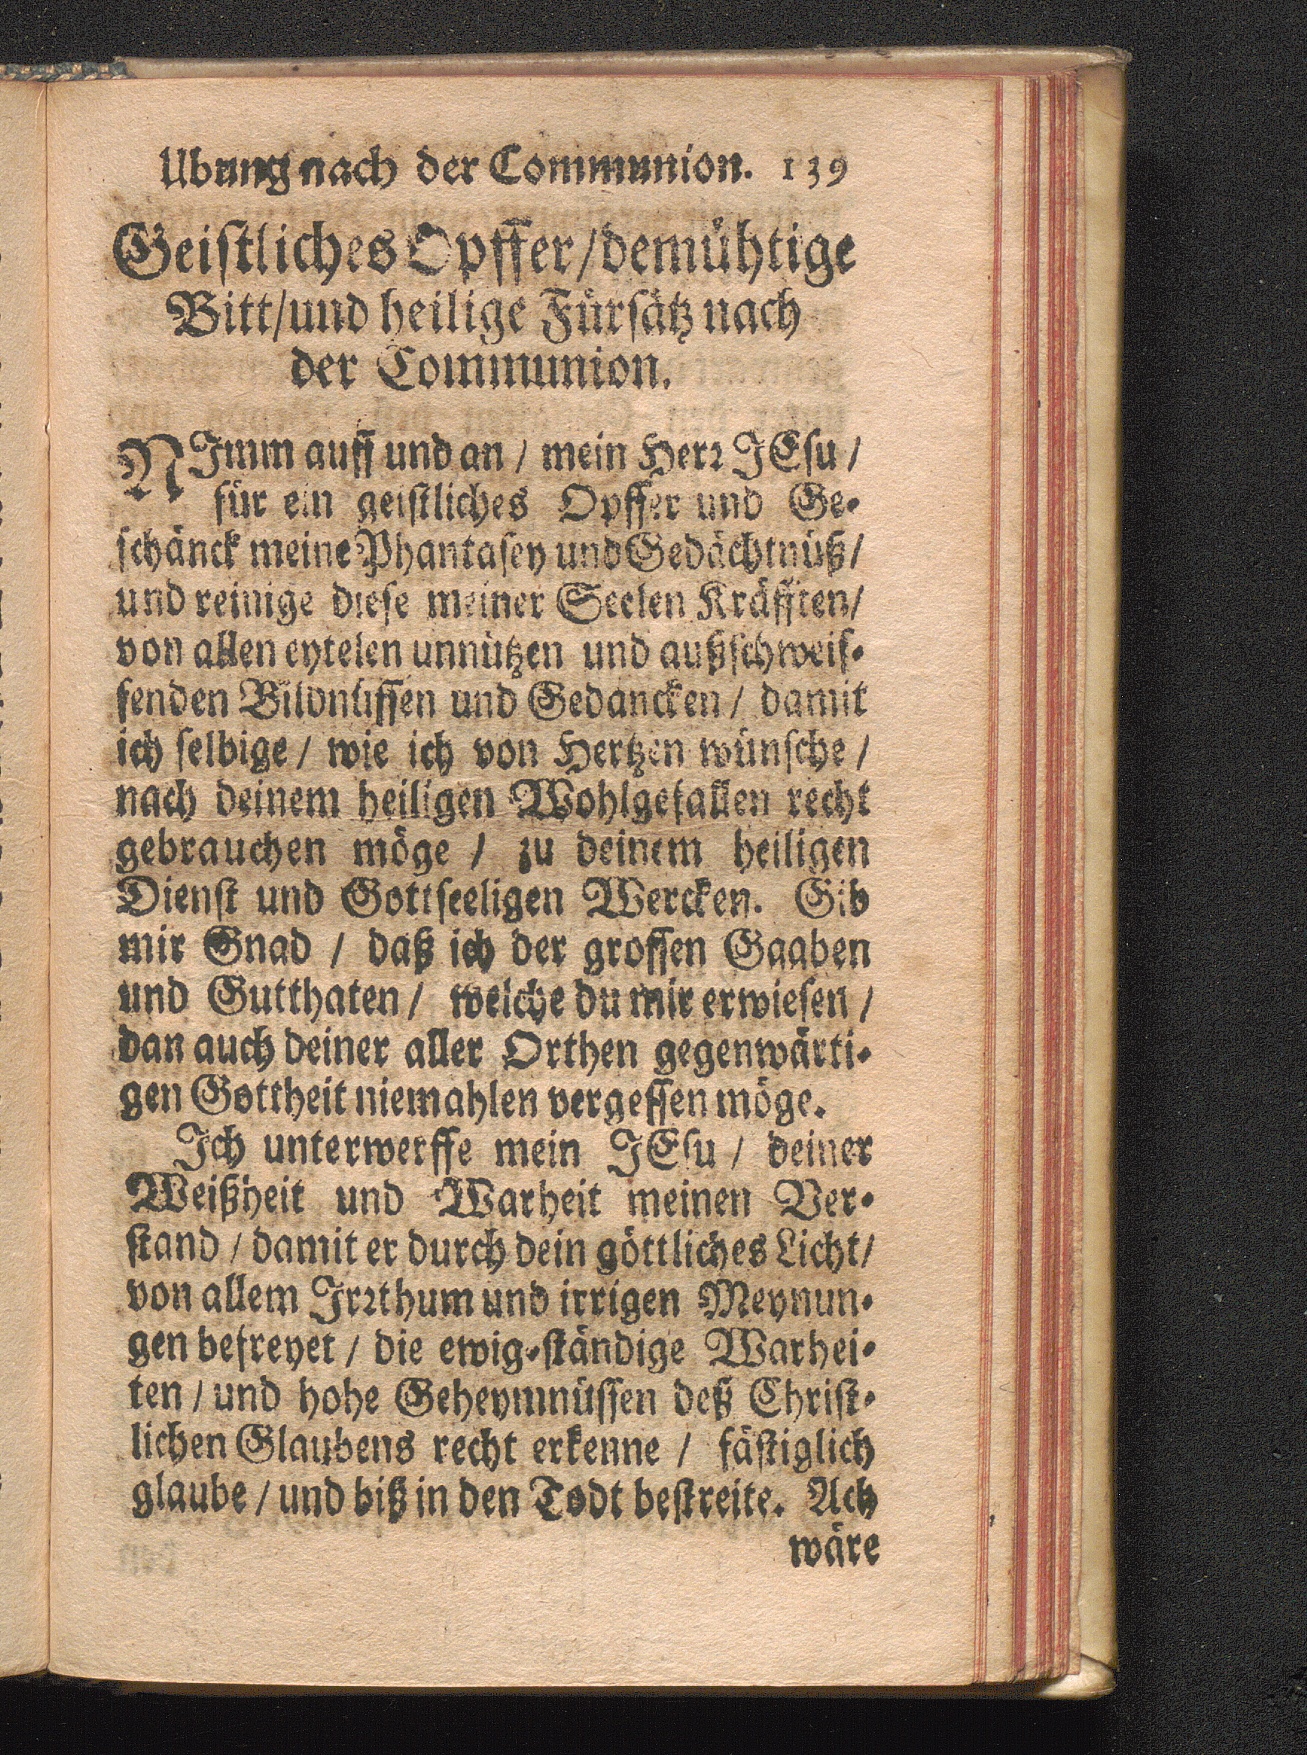 Ubung nach der Communion. 139
Geiſtliches Opffer/demühtige
Bitt/und heilige Fürſätz nach
der Communion.
NImm auff und an / mein Herꝛ JEſu /
für ein geiſtliches Opffer und Ge-
ſchänck meine Phantaſey und Gedächtnüß/
und reinige dieſe meiner Seelen Kräfften/
von allen eytelen unnützen und außſchweif-
fenden Bildnüſſen und Gedancken / damit
ich ſelbige / wie ich von Hertzen wünſche /
nach deinem heiligen Wohlgefallen recht
gebrauchen möge / zu deinem heiligen
Dienſt und Gottſeeligen Wercken. Gib
mir Gnad / daß ich der groſſen Gaaben
und Gutthaten / welche du mir erwieſen /
dan auch deiner aller Orthen gegenwärti-
gen Gottheit niemahlen vergeſſen möge.
Ich unterwerffe mein JEſu / deiner
Weißheit und Warheit meinen Ver-
ſtand / damit er durch dein göttliches Licht/
von allem Irꝛthum und irrigen Meynun-
gen befreyet / die ewig-ſtändige Warhei-
ten / und hohe Geheymnüſſen deß Chriſt-
lichen Glaubens recht erkenne / fäſtiglich
glaube / und biß in den Todt beſtreite. Ach
wäre